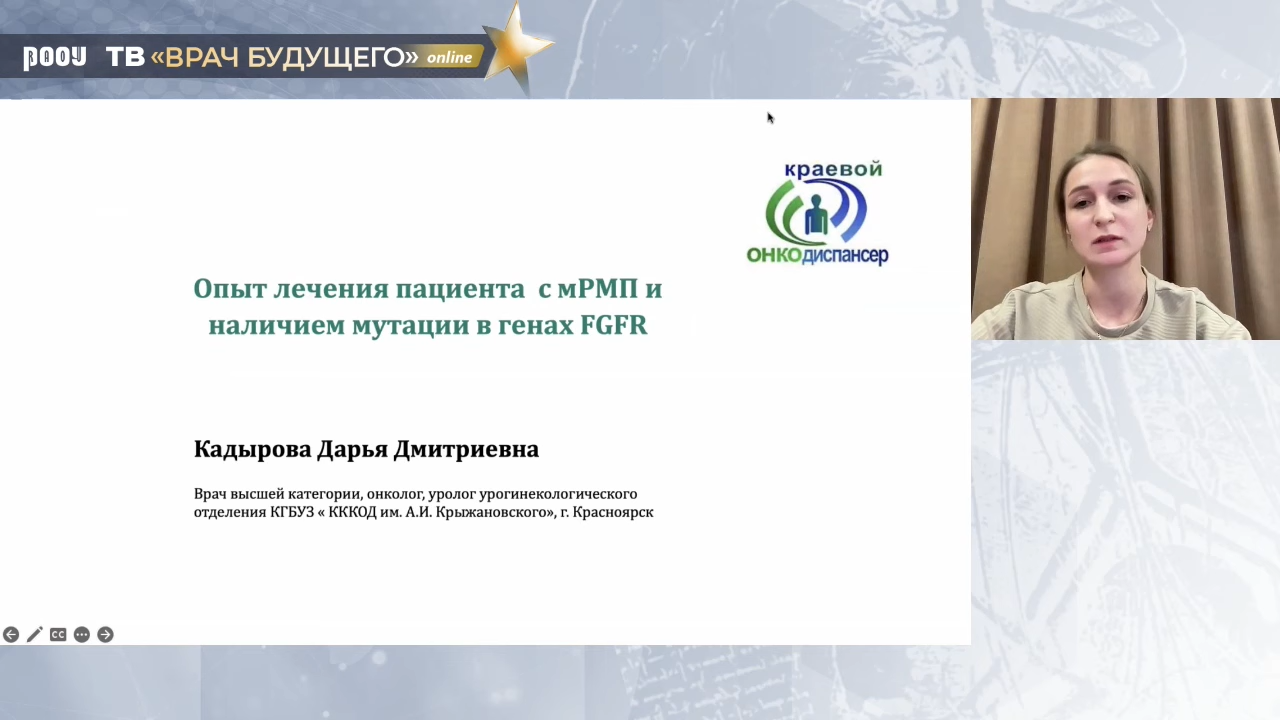 РООУ ТВ «ВРАЧ БУДУЩЕГО» online
краевой
ОНКОдиспансер
Опыт лечения пациента с мРМП и
наличием мутации в генах FGFR
Кадырова Дарья Дмитриевна
Врач высшей категории, онколог, уролог урогинекологического
отделения КГБУЗ « КККОД им. А.И. Крыжановского», г. Красноярск
CC